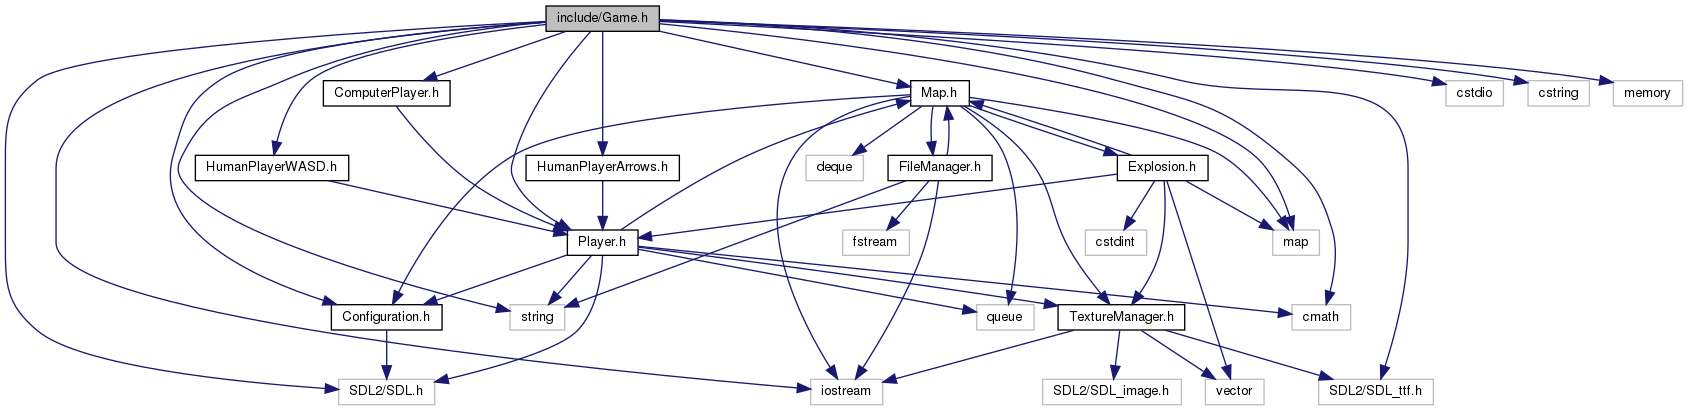 include/Game.h
ComputerPlayer.h
Map.h
cstdio
cstring
memory
HumanPlayerWASD.h
HumanPlayerArrows.h
deque
FileManager.h
Explosion.h
Player.h
fstream
cstdint
map
Configuration.h
string
queue
TextureManager.h
cmath
SDL2/SDL.h
iostream
SDL2/SDL_image.h
vector
SDL2/SDL_ttf.h